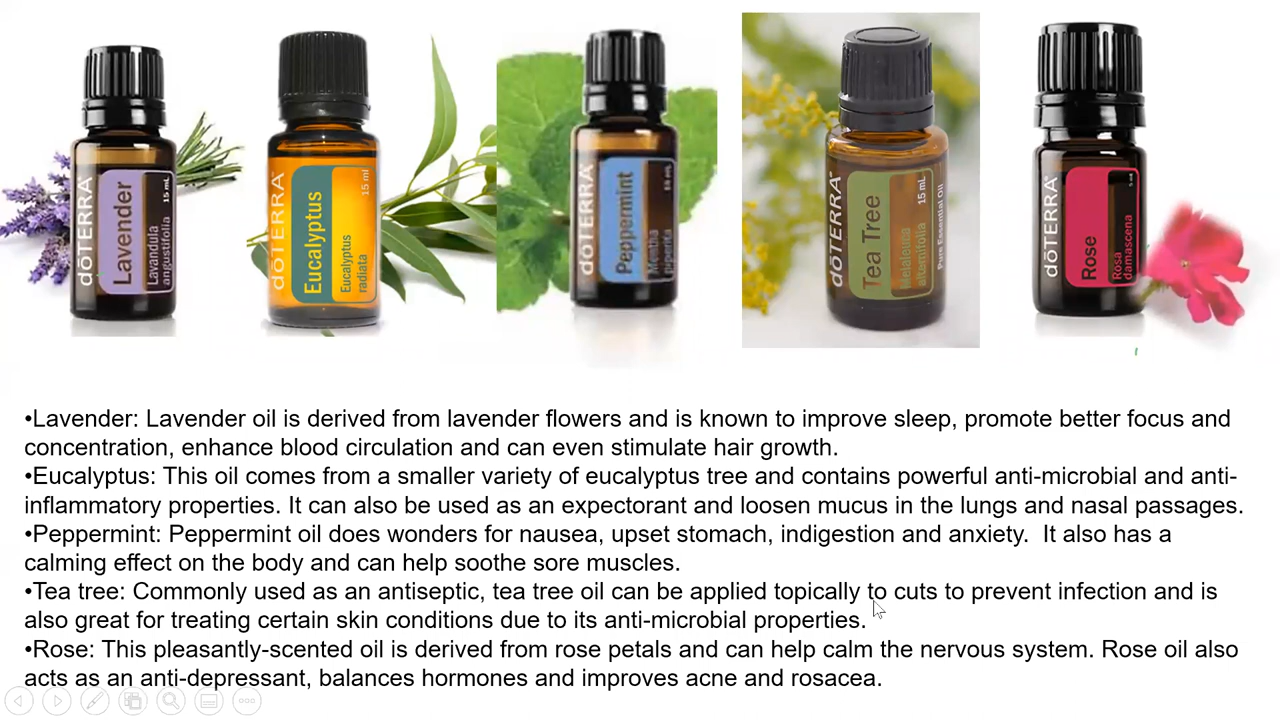 dōTERRA
Lavender
Lavandula
angustifolia
15 mL
dōTERRA
Eucalyptus
Eucalyptus
radiata
15 ml
dōTERRA
Peppermint
Mentha
piperita
15 mL
dōTERRA
Tea Tree
Melaleuca
alternifolia
15 mL
Pure Essential Oil
dōTERRA
Rose
Rosa
damascena
5 mL
•Lavender: Lavender oil is derived from lavender flowers and is known to improve sleep, promote better focus and
concentration, enhance blood circulation and can even stimulate hair growth.
•Eucalyptus: This oil comes from a smaller variety of eucalyptus tree and contains powerful anti-microbial and anti-
inflammatory properties. It can also be used as an expectorant and loosen mucus in the lungs and nasal passages.
•Peppermint: Peppermint oil does wonders for nausea, upset stomach, indigestion and anxiety.  It also has a
calming effect on the body and can help soothe sore muscles.
•Tea tree: Commonly used as an antiseptic, tea tree oil can be applied topically to cuts to prevent infection and is
also great for treating certain skin conditions due to its anti-microbial properties.
•Rose: This pleasantly-scented oil is derived from rose petals and can help calm the nervous system. Rose oil also
acts as an anti-depressant, balances hormones and improves acne and rosacea.